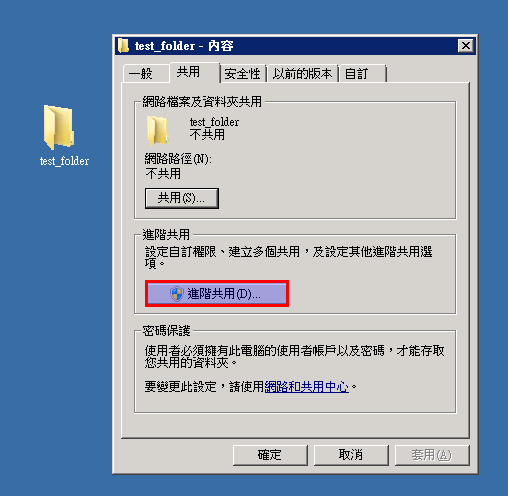 test_folder
test_folder - 內容
一般
共用
安全性
以前的版本
自訂
網路檔案及資料夾共用
test_folder
不共用
網路路徑(N):
不共用
共用(S)...
進階共用
設定自訂權限、建立多個共用，及設定其他進階共用選
項。
進階共用(D)...
密碼保護
使用者必須擁有此電腦的使用者帳戶以及密碼，才能存取
您共用的資料夾。
要變更此設定，請使用網路和共用中心。
確定
取消
套用(A)